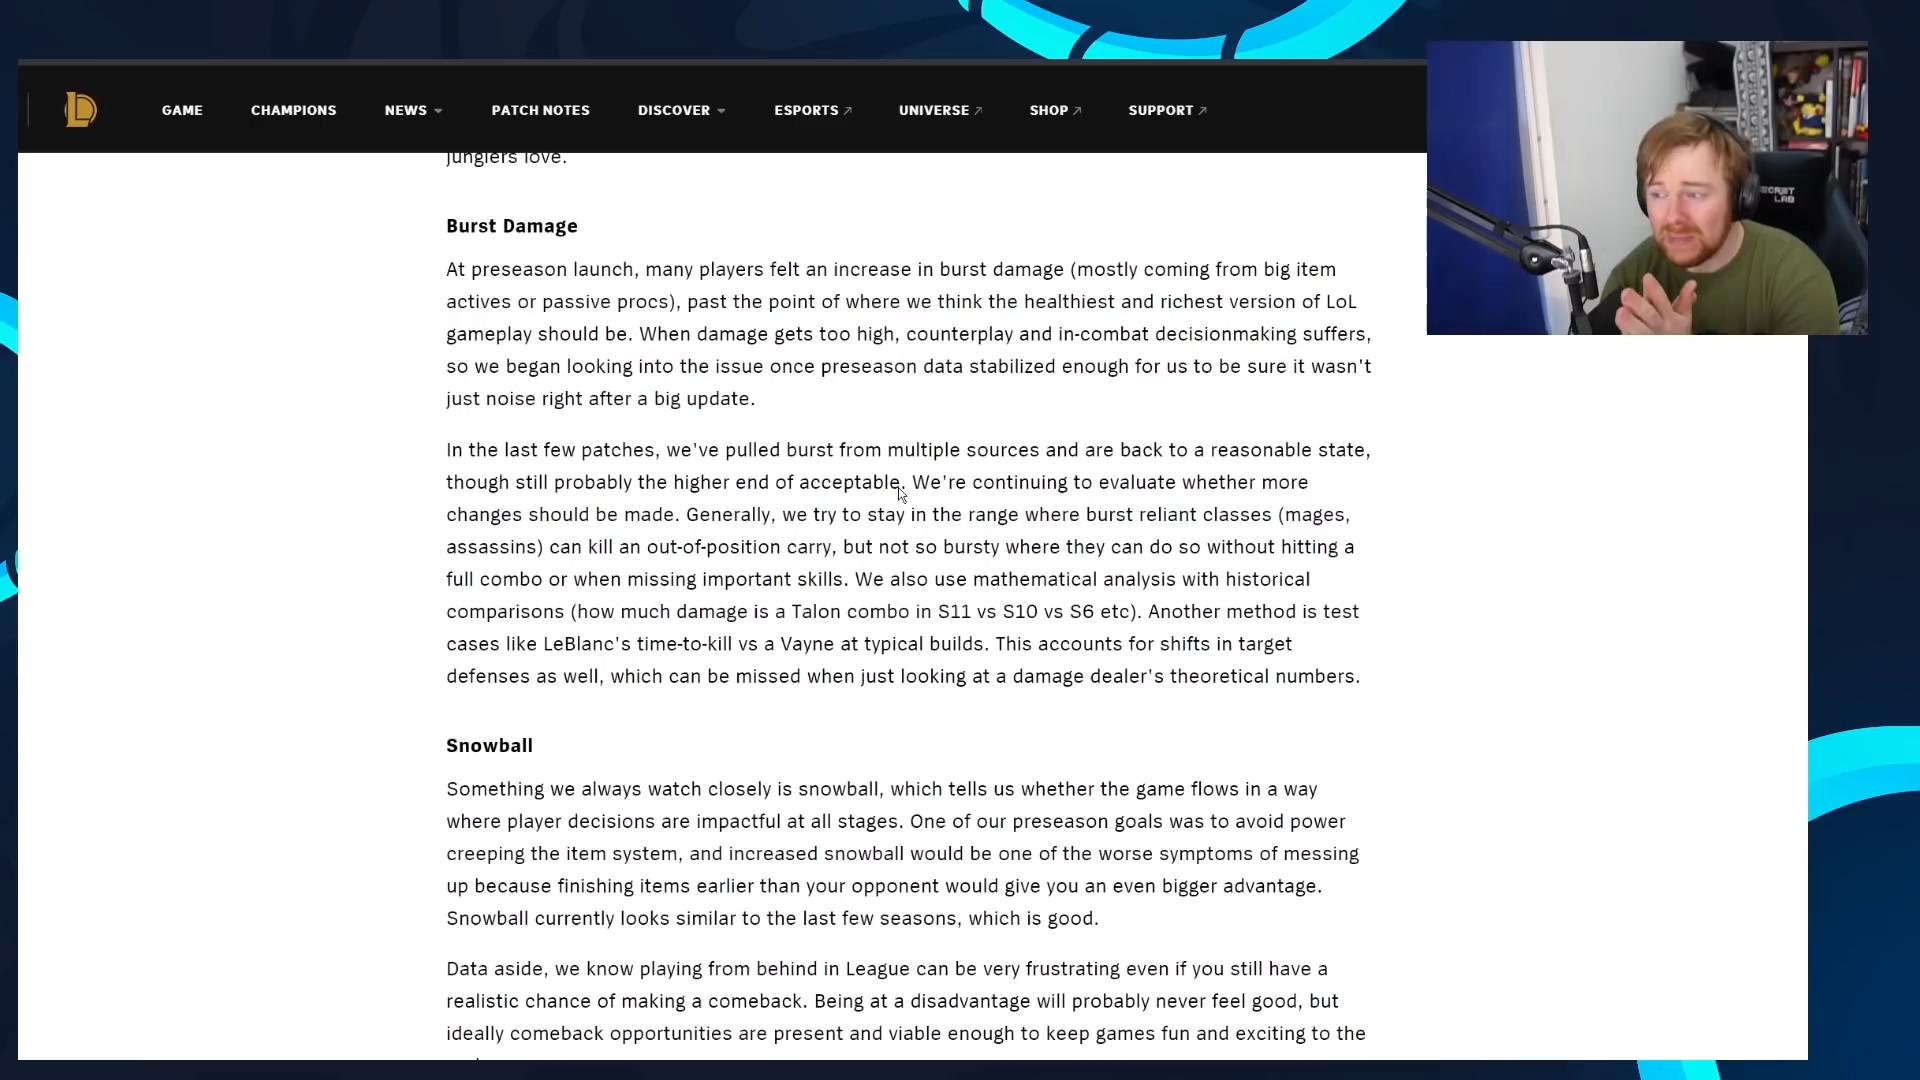 GAME CHAMPIONS NEWS PATCH NOTES DISCOVER ESPORTS UNIVERSE SHOP SUPPORT
junglers love.
Burst Damage
At preseason launch, many players felt an increase in burst damage (mostly coming from big item
actives or passive procs), past the point of where we think the healthiest and richest version of LoL
gameplay should be. When damage gets too high, counterplay and in-combat decisionmaking suffers,
so we began looking into the issue once preseason data stabilized enough for us to be sure it wasn't
just noise right after a big update.
In the last few patches, we've pulled burst from multiple sources and are back to a reasonable state,
though still probably the higher end of acceptable. We're continuing to evaluate whether more
changes should be made. Generally, we try to stay in the range where burst reliant classes (mages,
assassins) can kill an out-of-position carry, but not so bursty where they can do so without hitting a
full combo or when missing important skills. We also use mathematical analysis with historical
comparisons (how much damage is a Talon combo in S11 vs S10 vs S6 etc). Another method is test
cases like LeBlanc's time-to-kill vs a Vayne at typical builds. This accounts for shifts in target
defenses as well, which can be missed when just looking at a damage dealer's theoretical numbers.
Snowball
Something we always watch closely is snowball, which tells us whether the game flows in a way
where player decisions are impactful at all stages. One of our preseason goals was to avoid power
creeping the item system, and increased snowball would be one of the worse symptoms of messing
up because finishing items earlier than your opponent would give you an even bigger advantage.
Snowball currently looks similar to the last few seasons, which is good.
Data aside, we know playing from behind in League can be very frustrating even if you still have a
realistic chance of making a comeback. Being at a disadvantage will probably never feel good, but
ideally comeback opportunities are present and viable enough to keep games fun and exciting to the